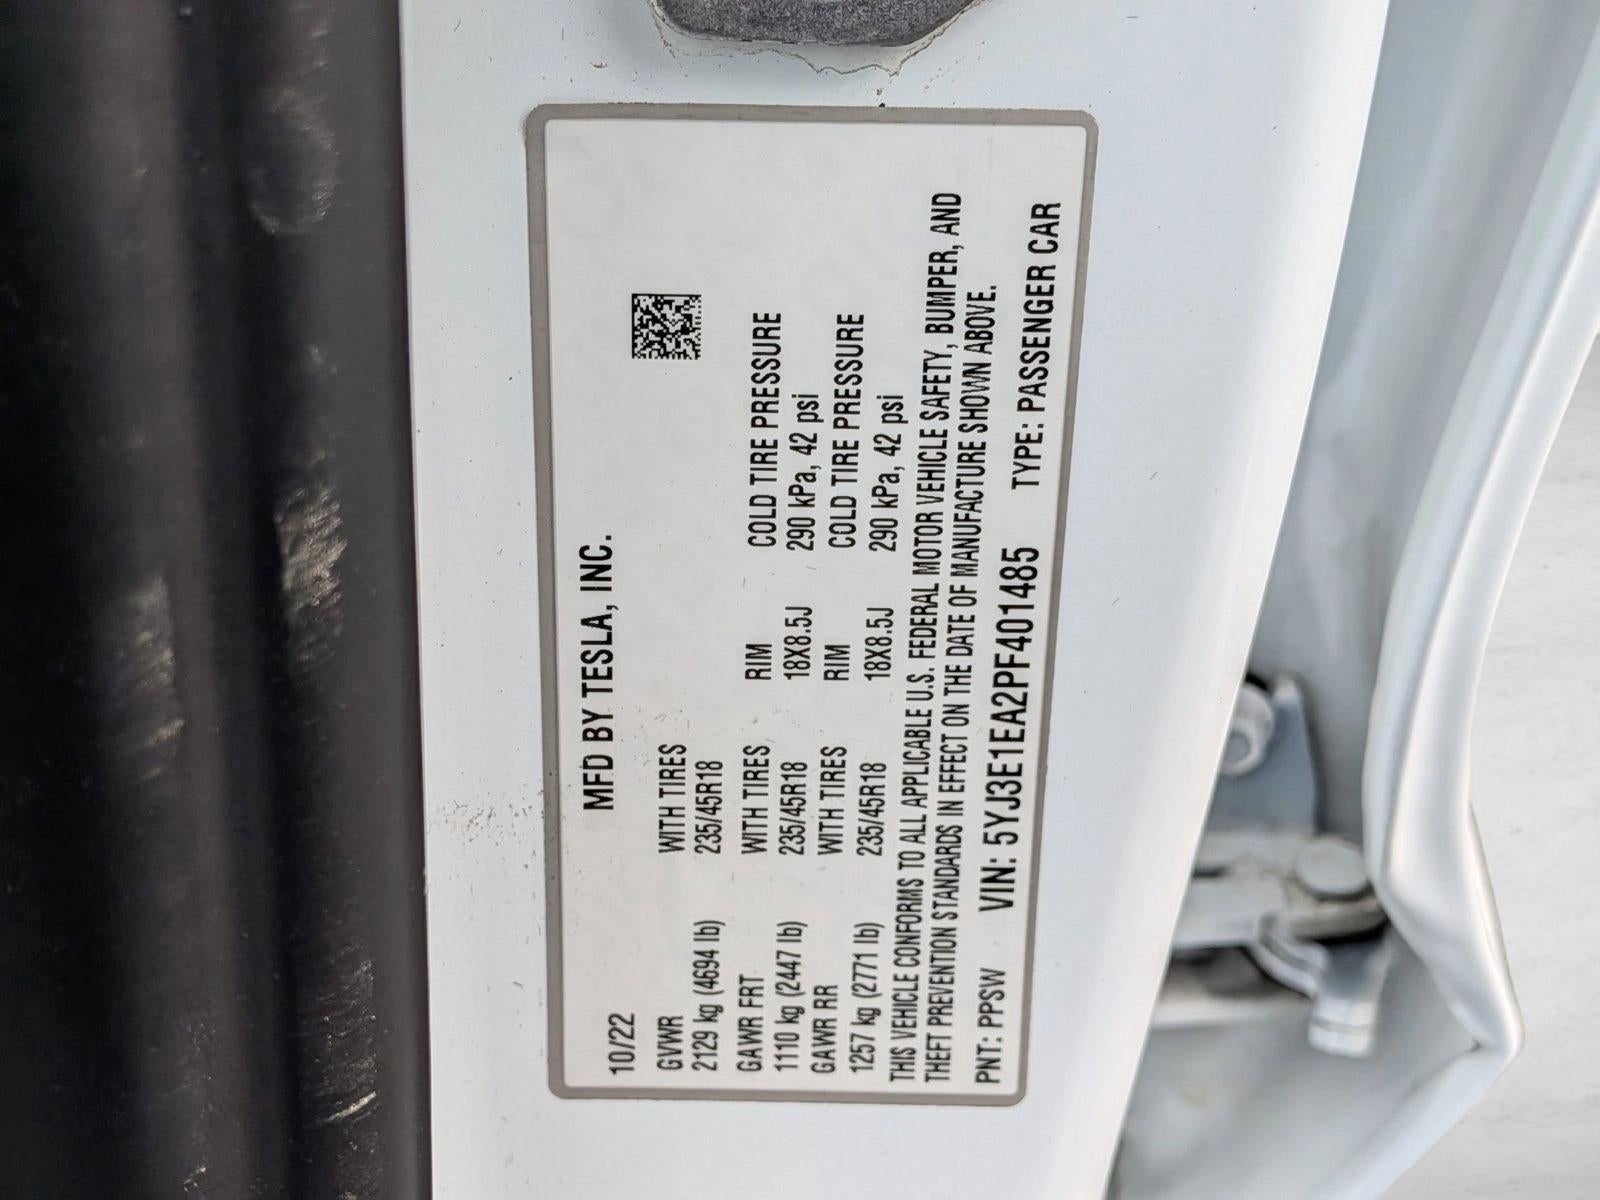 MFD BY TESLA, INC.
10/22
GVWR WITH TIRES
2129 kg (4694 lb) 235/45R18
GAWR FRT WITH TIRES RIM COLD TIRE PRESSURE
1110 kg (2447 lb) 235/45R18 18X8.5J 290 kPa, 42 psi
GAWR RR WITH TIRES RIM COLD TIRE PRESSURE
1257 kg (2771 lb) 235/45R18 18X8.5J 290 kPa, 42 psi
THIS VEHICLE CONFORMS TO ALL APPLICABLE U.S. FEDERAL MOTOR VEHICLE SAFETY, BUMPER, AND
THEFT PREVENTION STANDARDS IN EFFECT ON THE DATE OF MANUFACTURE SHOWN ABOVE.
PNT: PPSW VIN: 5YJ3E1EA2PF401485 TYPE: PASSENGER CAR